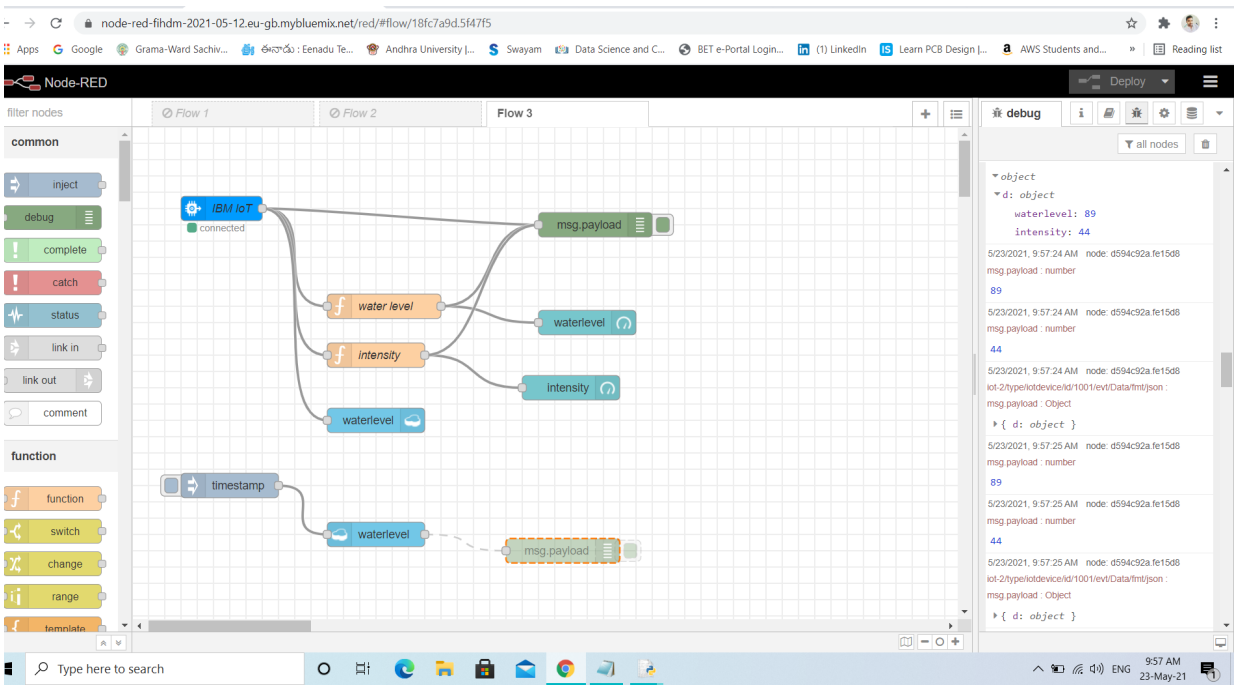 node-red-fihdm-2021-05-12.eu-gb.mybluemix.net/red/#flow/18fc7a9d.5f47f5
Apps Google Grama-Ward Sachiv... ఈనాడు : Eenadu Te... Andhra University |... Swayam Data Science and C... BET e-Portal Login... (1) LinkedIn Learn PCB Design |... AWS Students and... » Reading list
Node-RED Deploy
filter nodes Flow 1 Flow 2 Flow 3 debug
all nodes
common
inject
debug
complete
catch
status
link in
link out
comment
function
function
switch
change
range
template
IBM IoT
connected
msg.payload
water level
waterlevel
intensity
intensity
waterlevel
timestamp
waterlevel
msg.payload
object
d: object
waterlevel: 89
intensity: 44
5/23/2021, 9:57:24 AM node: d594c92a.fe15d8
msg.payload : number
89
5/23/2021, 9:57:24 AM node: d594c92a.fe15d8
msg.payload : number
44
5/23/2021, 9:57:24 AM node: d594c92a.fe15d8
iot-2/type/iotdevice/id/1001/evt/Data/fmt/json :
msg.payload : Object
{ d: object }
5/23/2021, 9:57:25 AM node: d594c92a.fe15d8
msg.payload : number
89
5/23/2021, 9:57:25 AM node: d594c92a.fe15d8
msg.payload : number
44
5/23/2021, 9:57:25 AM node: d594c92a.fe15d8
iot-2/type/iotdevice/id/1001/evt/Data/fmt/json :
msg.payload : Object
{ d: object }
Type here to search
ENG
9:57 AM
23-May-21
1